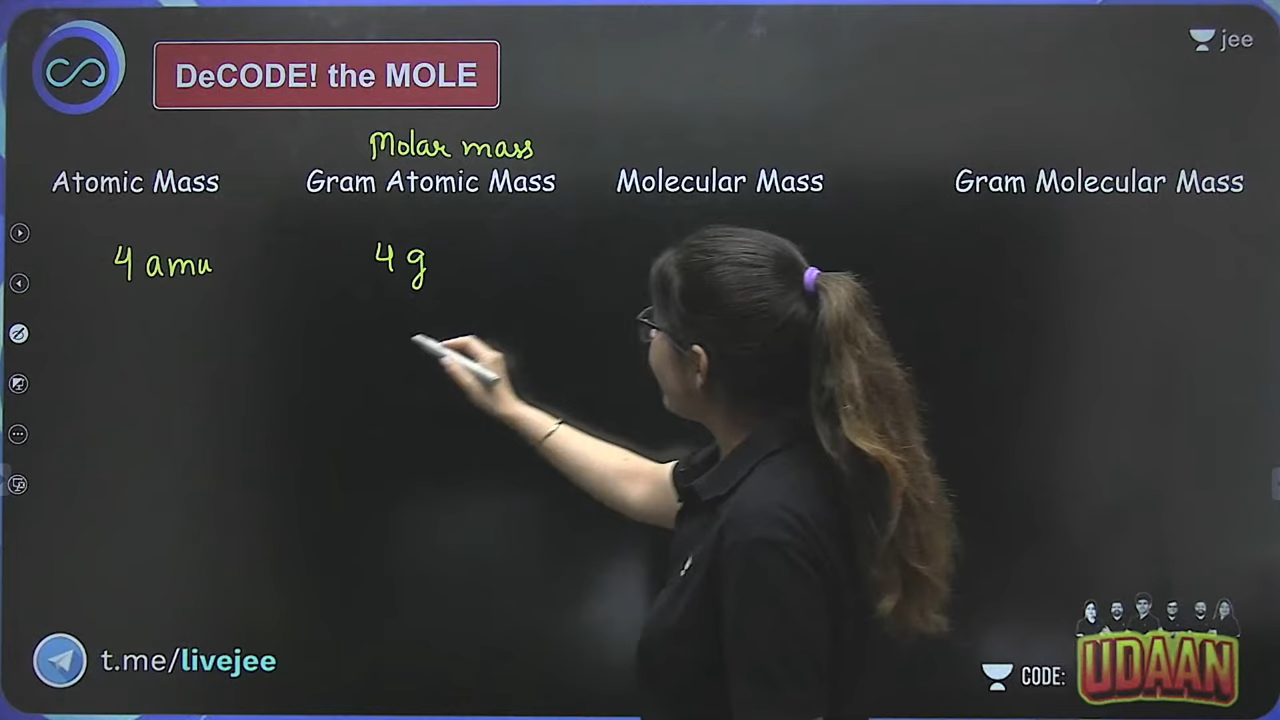 jee
DeCODE! the MOLE
Molar mass
Atomic Mass Gram Atomic Mass Molecular Mass Gram Molecular Mass
4 amu 4 g
t.me/livejee
CODE: UDAAN